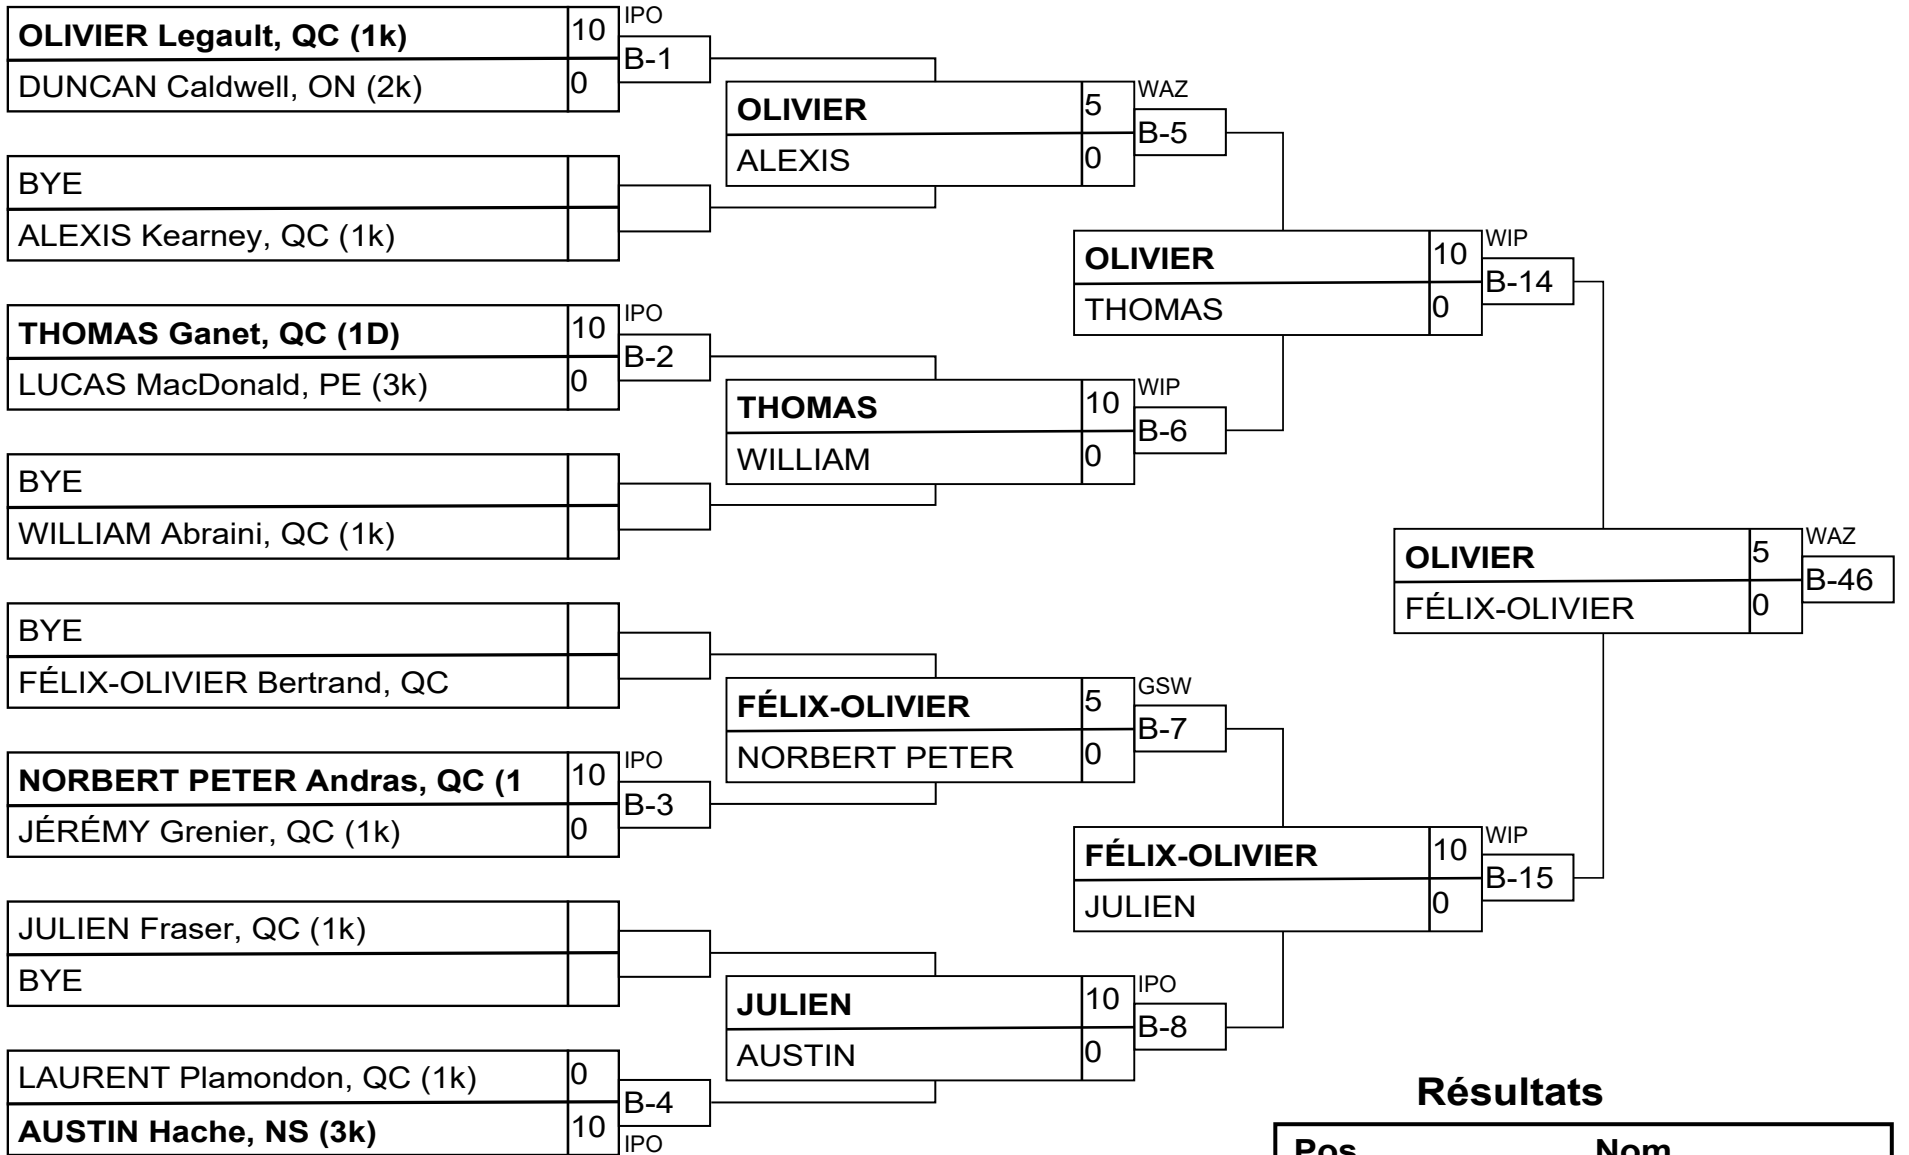 OLIVIER Legault, QC (1k) 10 IPO
B-1
DUNCAN Caldwell, ON (2k) 0
BYE
ALEXIS Kearney, QC (1k)
THOMAS Ganet, QC (1D) 10 IPO
B-2
LUCAS MacDonald, PE (3k) 0
BYE
WILLIAM Abraini, QC (1k)
BYE
FÉLIX-OLIVIER Bertrand, QC
NORBERT PETER Andras, QC (1 10 IPO
B-3
JÉRÉMY Grenier, QC (1k) 0
JULIEN Fraser, QC (1k)
BYE
LAURENT Plamondon, QC (1k) 0
B-4
AUSTIN Hache, NS (3k) 10 IPO
OLIVIER 5 WAZ
B-5
ALEXIS 0
THOMAS 10 WIP
B-6
WILLIAM 0
FÉLIX-OLIVIER 5 GSW
B-7
NORBERT PETER 0
JULIEN 10 IPO
B-8
AUSTIN 0
OLIVIER 10 WIP
B-14
THOMAS 0
FÉLIX-OLIVIER 10 WIP
B-15
JULIEN 0
OLIVIER 5 WAZ
B-46
FÉLIX-OLIVIER 0
Résultats
Pos Nom